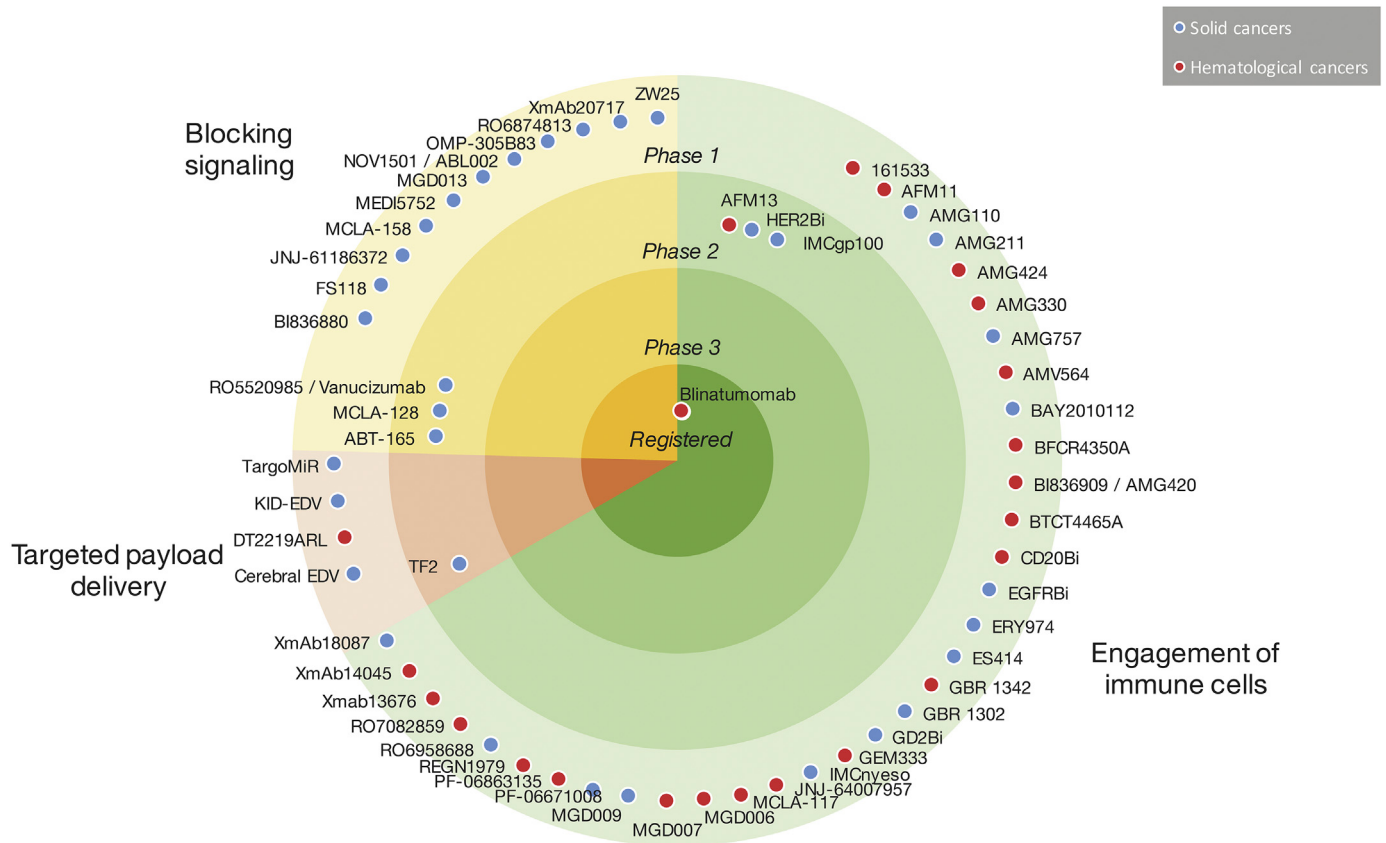 Solid cancers
Hematological cancers
Blocking
signaling
ZW25
XmAb20717
RO6874813
OMP-305B83
NOV1501 / ABL002
MGD013
MEDI5752
MCLA-158
JNJ-61186372
FS118
BI836880
RO5520985 / Vanucizumab
MCLA-128
ABT-165
Phase 1
Phase 2
Phase 3
Registered
Blinatumomab
AFM13
HER2Bi
IMCgp100
161533
AFM11
AMG110
AMG211
AMG424
AMG330
AMG757
AMV564
BAY2010112
BFCR4350A
BI836909 / AMG420
BTCT4465A
CD20Bi
EGFRBi
ERY974
ES414
GBR 1342
GBR 1302
GD2Bi
GEM333
IMCnyeso
JNJ-64007957
MCLA-117
MGD006
MGD007
MGD009
PF-06671008
PF-06863135
REGN1979
RO6958688
RO7082859
Xmab13676
XmAb14045
XmAb18087
Engagement of
immune cells
Targeted payload
delivery
TargoMiR
KID-EDV
DT2219ARL
Cerebral EDV
TF2